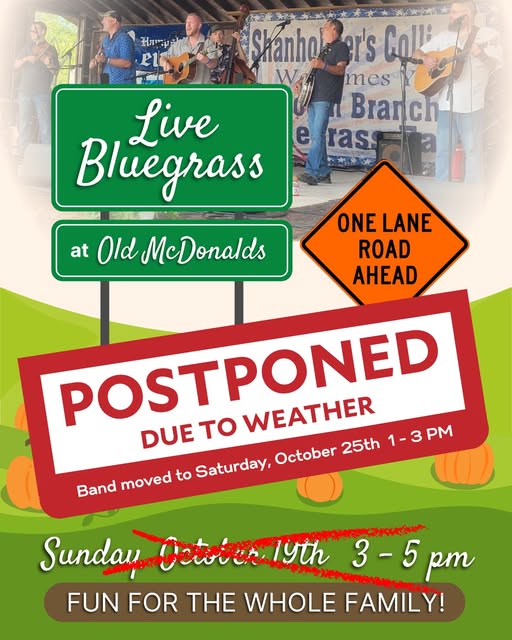 Shanholtzer's Colli
Live
Bluegrass
at Old McDonalds
ONE LANE
ROAD
AHEAD
POSTPONED
DUE TO WEATHER
Band moved to Saturday, October 25th 1 - 3 PM
Sunday October 19th 3 - 5 pm
FUN FOR THE WHOLE FAMILY!